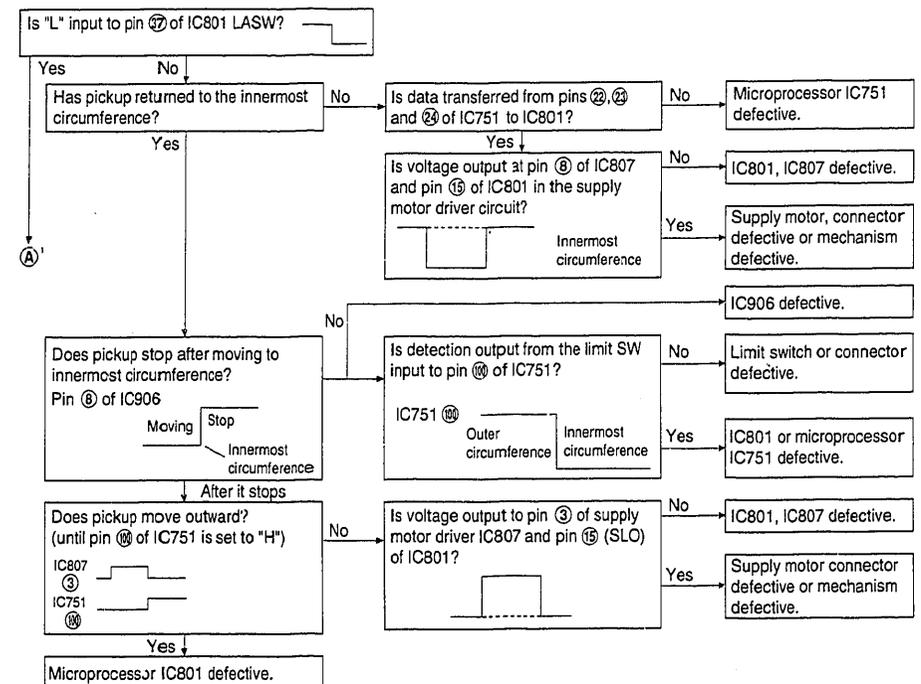 Is "L" input to pin ㊲ of IC801 LASW?
Yes
No
Has pickup returned to the innermost
circumference?
No
Is data transferred from pins ㉒,㉓
and ㉔ of IC751 to IC801?
No
Microprocessor IC751
defective.
Yes
Yes
Is voltage output at pin ⑧ of IC807
and pin ⑮ of IC801 in the supply
motor driver circuit?
Innermost
circumference
No
IC801, IC807 defective.
Yes
Supply motor, connector
defective or mechanism
defective.
Ⓐ
No
IC906 defective.
Does pickup stop after moving to
innermost circumference?
Pin ⑧ of IC906
Moving
Stop
Innermost
circumference
Is detection output from the limit SW
input to pin (100) of IC751?
IC751 (100)
Outer
circumference
Innermost
circumference
No
Limit switch or connector
defective.
Yes
IC801 or microprocessor
IC751 defective.
After it stops
Does pickup move outward?
(until pin (100) of IC751 is set to "H")
IC807
③
IC751
(100)
No
Is voltage output to pin ③ of supply
motor driver IC807 and pin ⑮ (SLO)
of IC801?
No
IC801, IC807 defective.
Yes
Supply motor connector
defective or mechanism
defective.
Yes
Microprocessor IC801 defective.